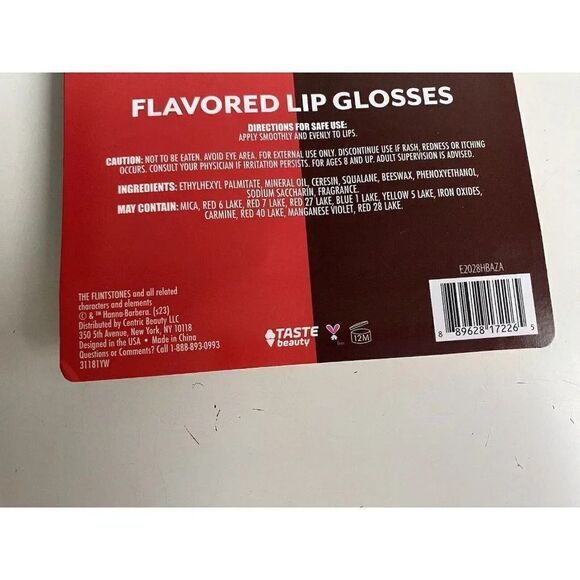 FLAVORED LIP GLOSSES
DIRECTIONS FOR SAFE USE:
APPLY SMOOTHLY AND EVENLY TO LIPS.
CAUTION: NOT TO BE EATEN. AVOID EYE AREA. FOR EXTERNAL USE ONLY. DISCONTINUE USE IF RASH, REDNESS OR ITCHING
OCCURS. CONSULT YOUR PHYSICIAN IF IRRITATION PERSISTS. FOR AGES 8 AND UP. ADULT SUPERVISION IS ADVISED.
INGREDIENTS: ETHYLHEXYL PALMITATE, MINERAL OIL, CERESIN, SQUALANE, BEESWAX, PHENOXYETHANOL,
SODIUM SACCHARIN, FRAGRANCE.
MAY CONTAIN: MICA, RED 6 LAKE, RED 7 LAKE, RED 27 LAKE, BLUE 1 LAKE, YELLOW 5 LAKE, IRON OXIDES,
CARMINE, RED 40 LAKE, MANGANESE VIOLET, RED 28 LAKE.
E2028HBAZA
THE FLINTSTONES and all related
characters and elements
© & ™ Hanna-Barbera. (s23)
Distributed by Centric Beauty LLC
350 5th Avenue, New York, NY 10118
Designed in the USA • Made in China
Questions or Comments? Call 1-888-893-0993
31181YW
TASTE
beauty
12M
8 89628 17226 5